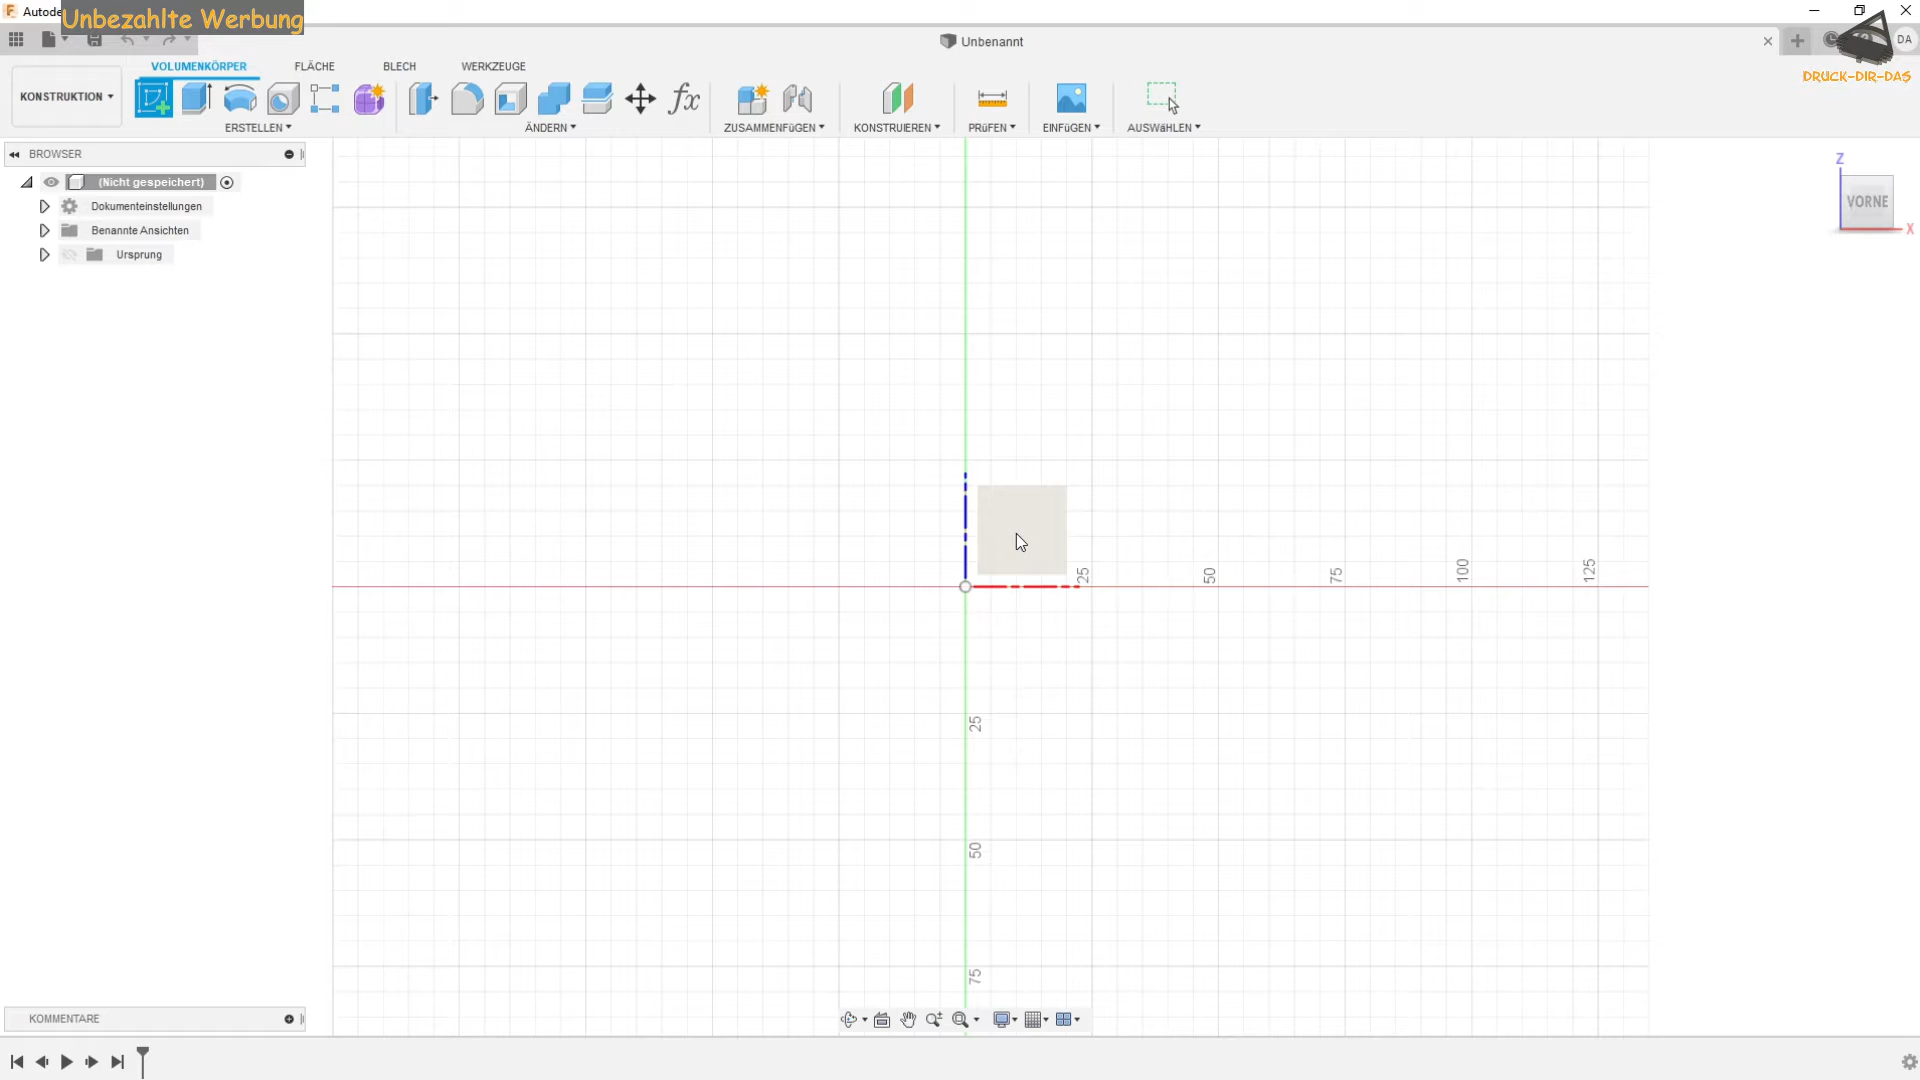 Autode
Unbezahlte Werbung
Unbenannt
DA
DRUCK-DIR-DAS
VOLUMENKÖRPER
FLÄCHE
BLECH
WERKZEUGE
KONSTRUKTION
ERSTELLEN
ÄNDERN
ZUSAMMENFüGEN
KONSTRUIEREN
PRüFEN
EINFüGEN
AUSWäHLEN
BROWSER
(Nicht gespeichert)
Dokumenteinstellungen
Benannte Ansichten
Ursprung
Z
VORNE
X
25
50
75
100
125
25
50
75
KOMMENTARE